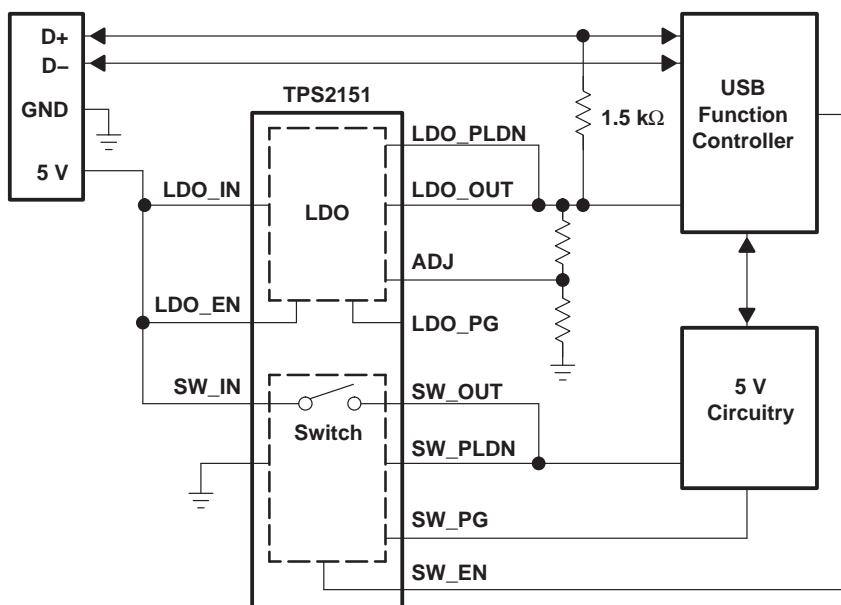 D+
D–
GND
5 V
TPS2151
LDO_IN
LDO_EN
SW_IN
LDO
Switch
LDO_PLDN
LDO_OUT
ADJ
LDO_PG
SW_OUT
SW_PLDN
SW_PG
SW_EN
1.5 kΩ
USB
Function
Controller
5 V
Circuitry